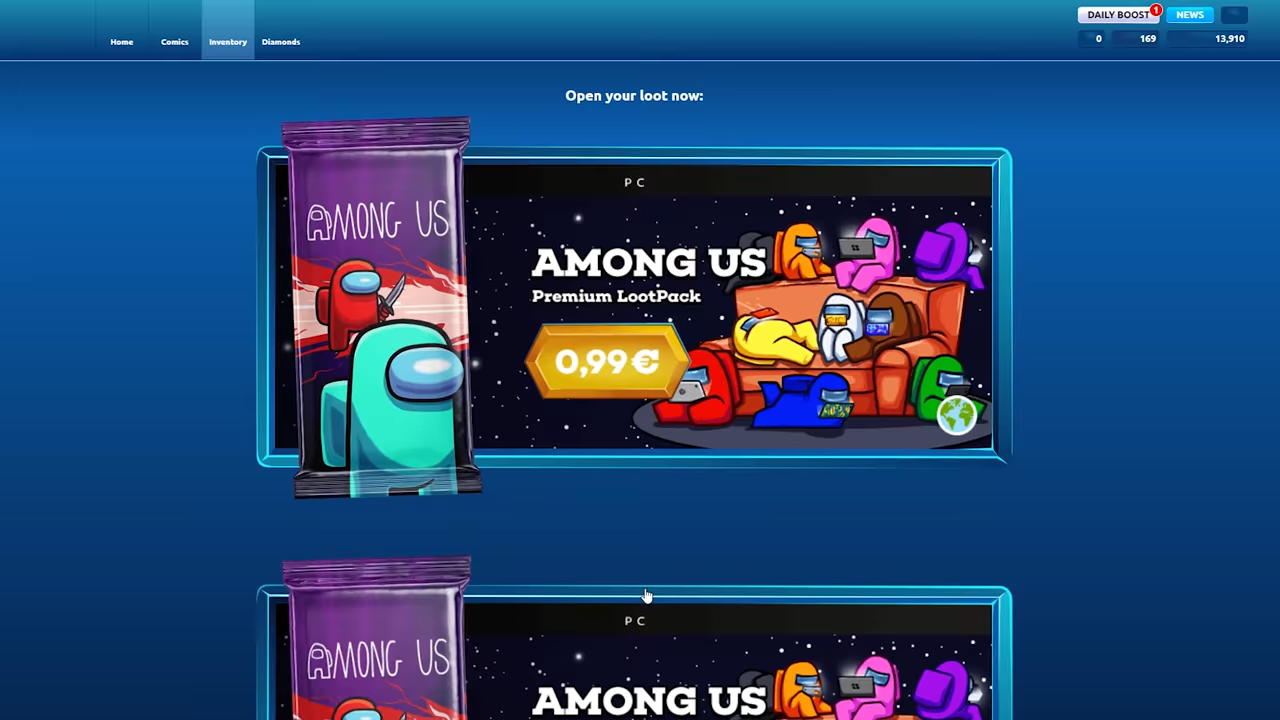 DAILY BOOST
1
NEWS
Home
Comics
Inventory
Diamonds
0
169
13,910
Open your loot now:
AMONG US
PC
AMONG US
Premium LootPack
0,99 €
AMONG US
PC
AMONG US